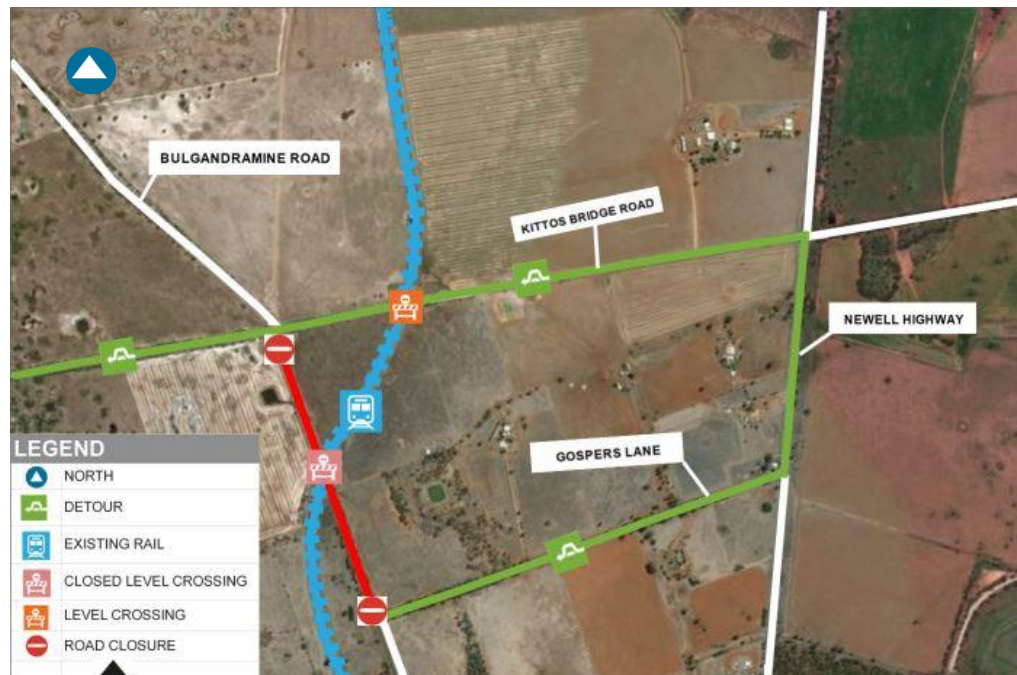 BULGANDRAMINE ROAD
KITTOS BRIDGE ROAD
NEWELL HIGHWAY
GOSPERS LANE
LEGEND
NORTH
DETOUR
EXISTING RAIL
CLOSED LEVEL CROSSING
LEVEL CROSSING
ROAD CLOSURE